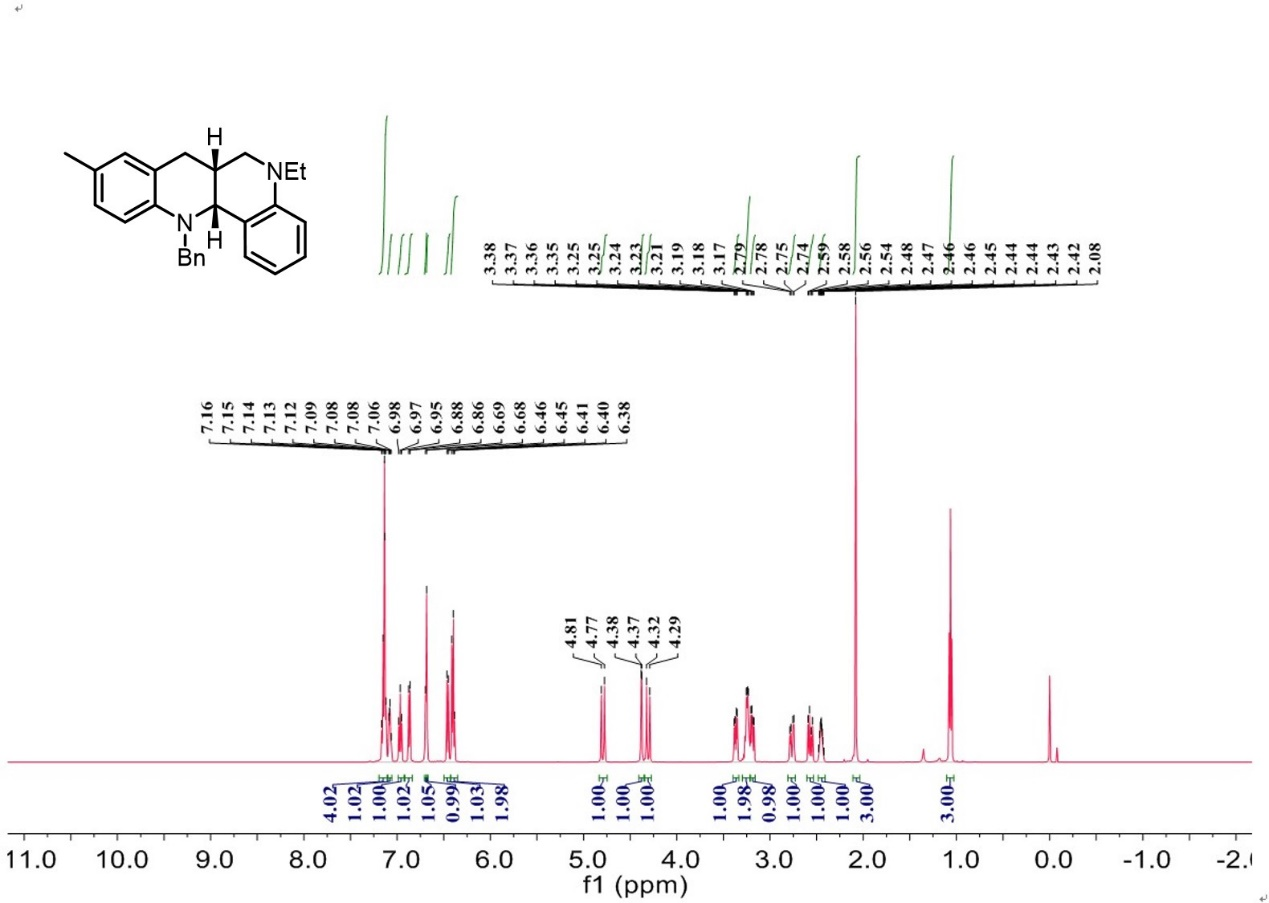 H
N Et
N H
Bn
3.38 3.37 3.36 3.35 3.25 3.25 3.24 3.23 3.21 3.19 3.18 3.17 2.79 2.78 2.75 2.74 2.59 2.58 2.56 2.54 2.48 2.47 2.46 2.46 2.45 2.44 2.44 2.43 2.42 2.08
7.16 7.15 7.14 7.13 7.12 7.09 7.08 7.08 7.06 6.98 6.97 6.95 6.88 6.86 6.69 6.68 6.46 6.45 6.41 6.40 6.38
4.81 4.77 4.38 4.37 4.32 4.29
4.02 1.02 1.00 1.02 1.05 0.99 1.03 1.98 1.00 1.00 1.00 1.00 1.98 0.98 1.00 1.00 1.00 3.00 3.00
11.0 10.0 9.0 8.0 7.0 6.0 5.0 4.0 3.0 2.0 1.0 0.0 -1.0 -2.0
f1 (ppm)